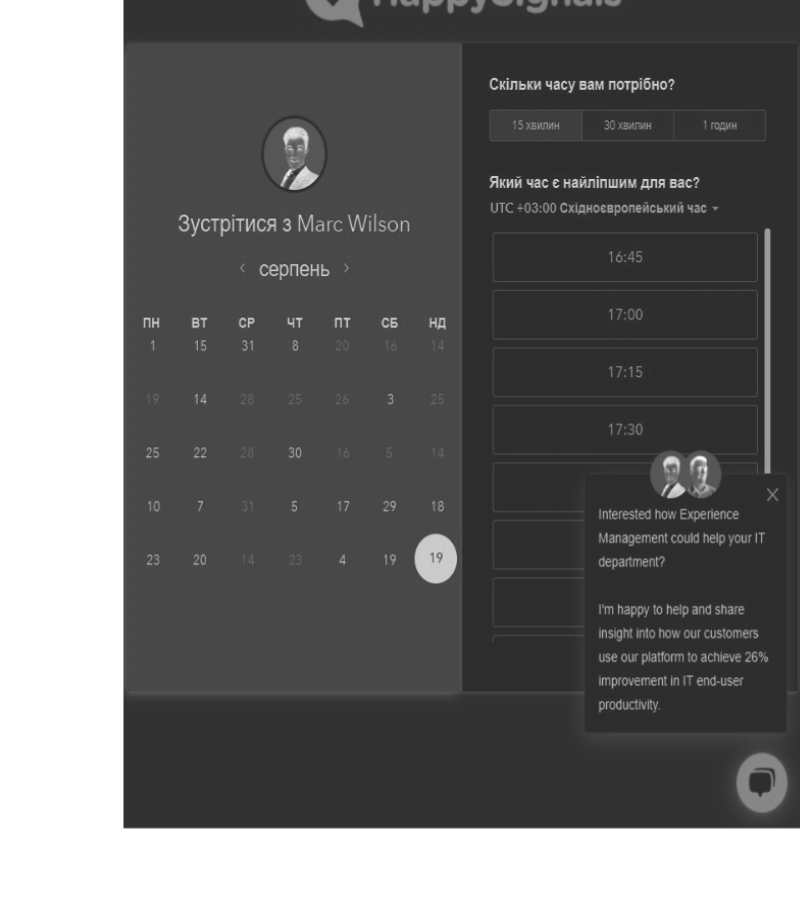 HappySignals
Зустрітися з Marc Wilson
серпень
ПН ВТ СР ЧТ ПТ СБ НД
1 15 31 8 20 16 14
19 14 28 25 26 3 25
25 22 28 30 16 5 14
10 7 31 5 17 29 18
23 20 14 23 4 19 19
Скільки часу вам потрібно?
15 хвилин 30 хвилин 1 годин
Який час є найліпшим для вас?
UTC +03:00 Східноєвропейський час
16:45
17:00
17:15
17:30
Interested how Experience
Management could help your IT
department?
I'm happy to help and share
insight into how our customers
use our platform to achieve 26%
improvement in IT end-user
productivity.